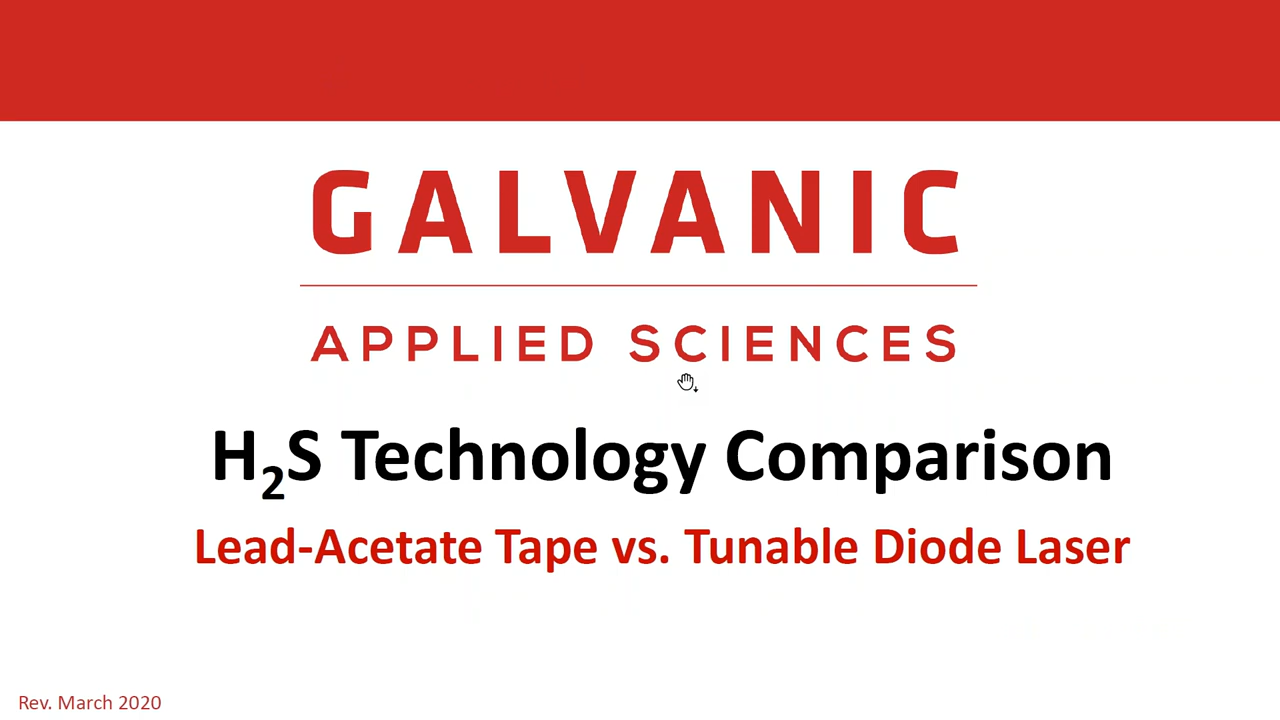 GALVANIC
APPLIED SCIENCES
H₂S Technology Comparison
Lead-Acetate Tape vs. Tunable Diode Laser
Rev. March 2020